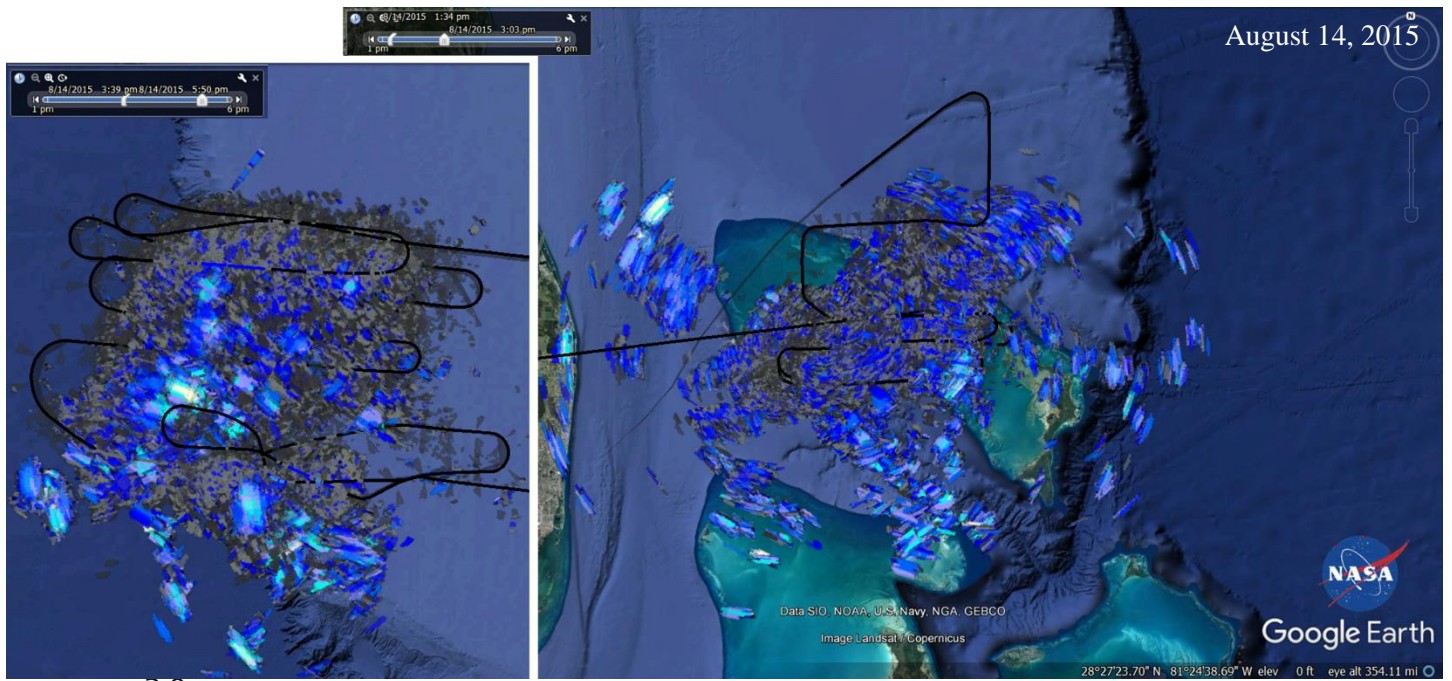 8/14/2015 1:34 pm
8/14/2015 3:03 pm
1 pm
6 pm
August 14, 2015
N
8/14/2015 3:39 pm 8/14/2015 5:50 pm
1 pm
6 pm
Data SIO, NOAA, U.S. Navy, NGA, GEBCO
Image Landsat / Copernicus
NASA
Google Earth
28°27'23.70" N 81°24'38.69" W elev 0 ft eye alt 354.11 mi